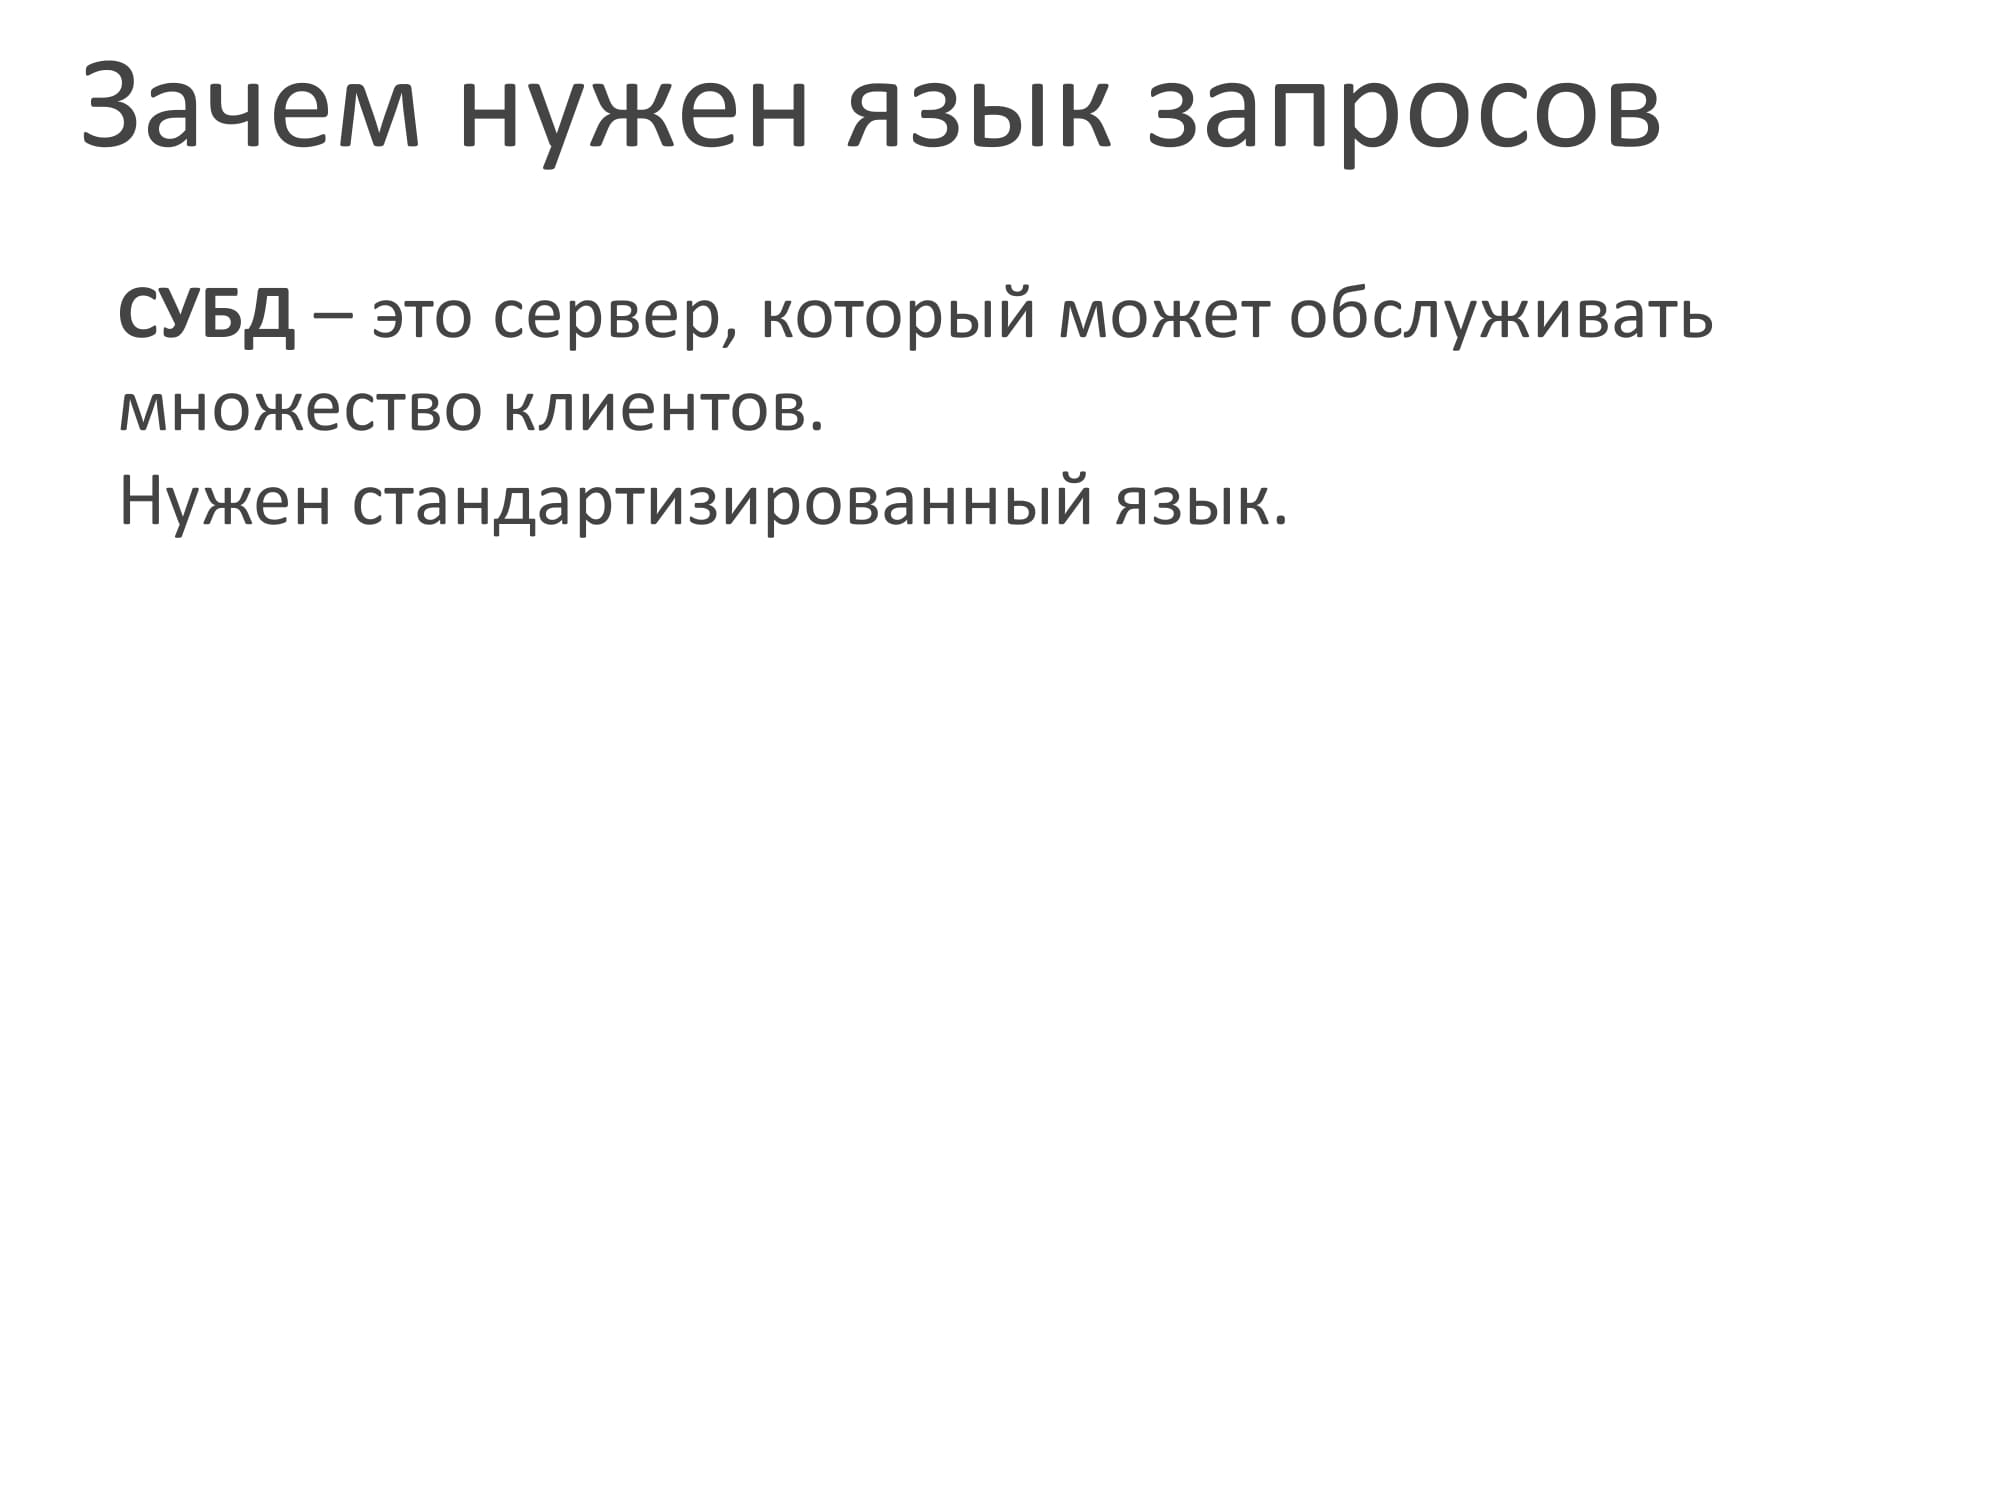 Зачем нужен язык запросов
СУБД – это сервер, который может обслуживать
множество клиентов.
Нужен стандартизированный язык.